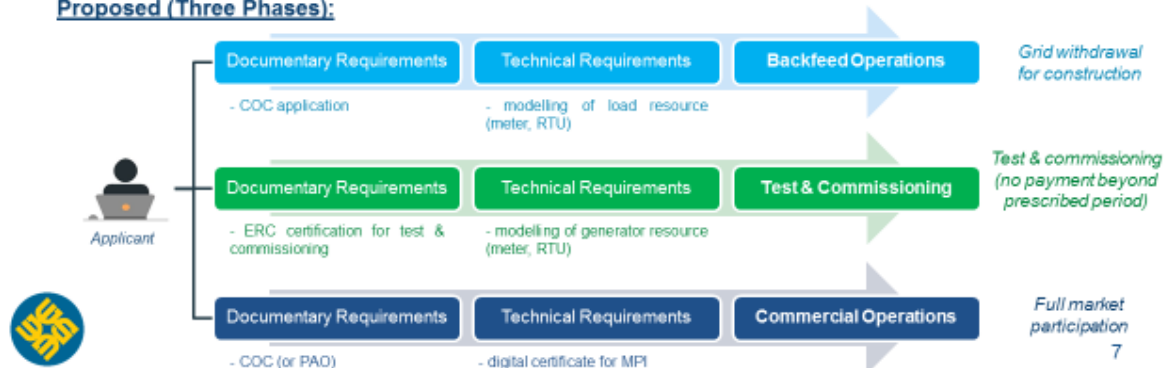 Proposed (Three Phases):
Documentary Requirements
Technical Requirements
Backfeed Operations
Grid withdrawal
for construction
- COC application
- modelling of load resource
(meter, RTU)
Applicant
Documentary Requirements
Technical Requirements
Test & Commissioning
Test & commissioning
(no payment beyond
prescribed period)
- ERC certification for test &
commissioning
- modelling of generator resource
(meter, RTU)
Documentary Requirements
Technical Requirements
Commercial Operations
Full market
participation
- COC (or PAO)
- digital certificate for MPI
7